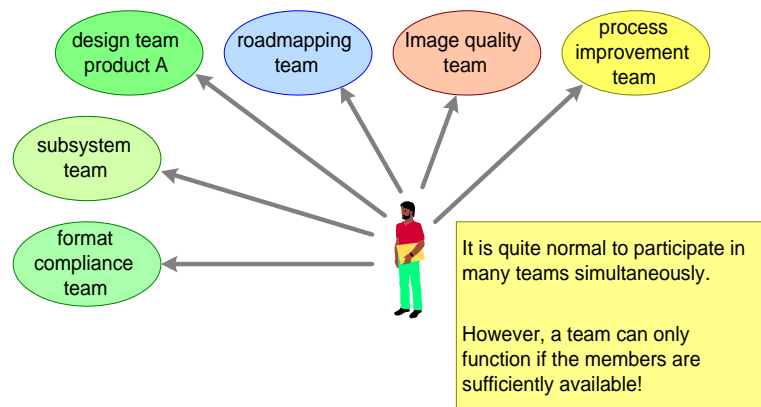 design team
product A
roadmapping
team
Image quality
team
process
improvement
team
subsystem
team
format
compliance
team
It is quite normal to participate in
many teams simultaneously.
However, a team can only
function if the members are
sufficiently available!